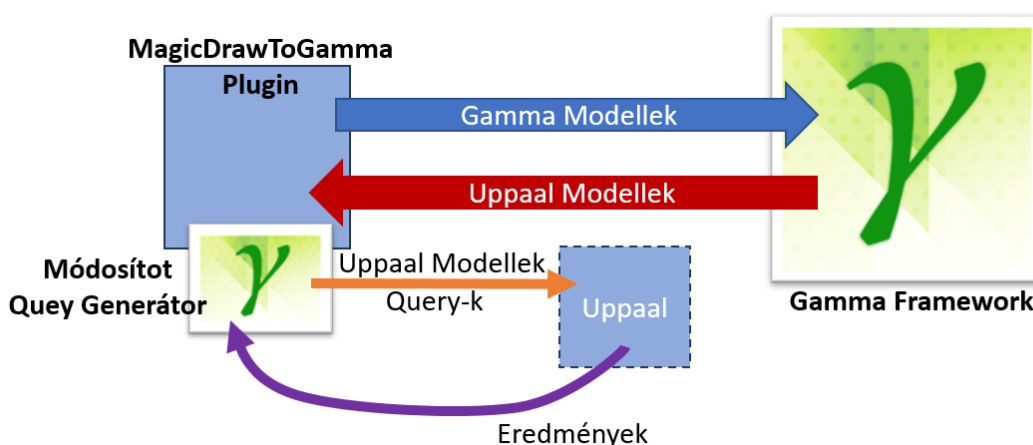 MagicDrawToGamma
Plugin
Gamma Modellek
Uppaal Modellek
Módosítot
Quey Generátor
Uppaal Modellek
Query-k
Uppaal
Gamma Framework
Eredmények